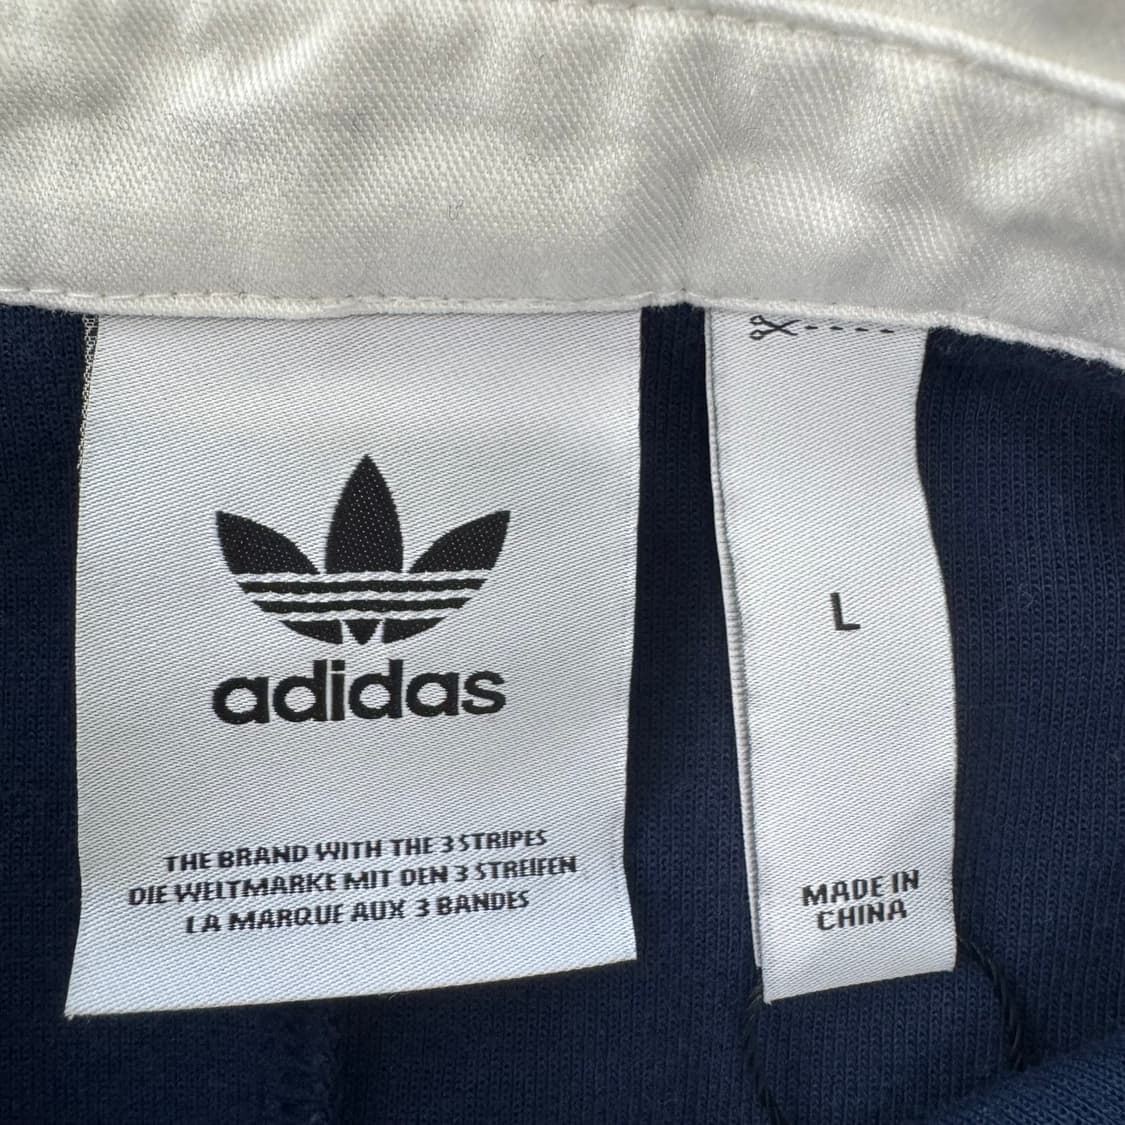 adidas
THE BRAND WITH THE 3 STRIPES
DIE WELTMARKE MIT DEN 3 STREIFEN
LA MARQUE AUX 3 BANDES
L
MADE IN
CHINA